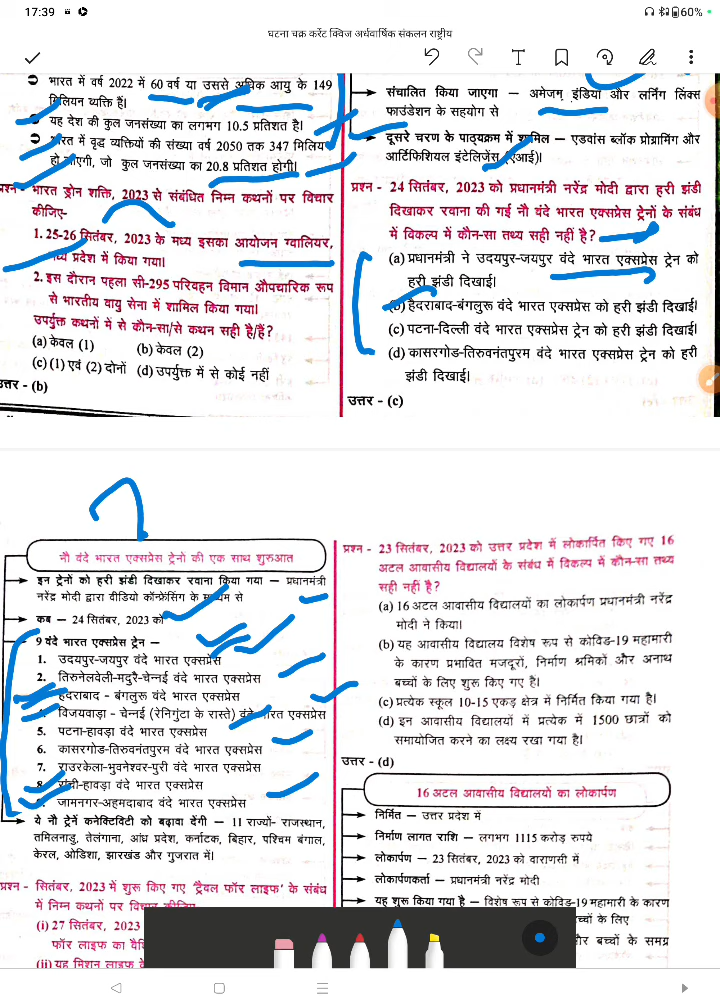 17:39
60%
घटना चक्र करेंट क्विज अर्धवार्षिक संकलन राष्ट्रीय
भारत में वर्ष 2022 में 60 वर्ष या उससे अधिक आयु के 149
मिलियन व्यक्ति हैं।
यह देश की कुल जनसंख्या का लगभग 10.5 प्रतिशत है।
भारत में वृद्ध व्यक्तियों की संख्या वर्ष 2050 तक 347 मिलियन
हो जाएगी, जो कुल जनसंख्या का 20.8 प्रतिशत होगी।
प्रश्न - भारत ड्रोन शक्ति, 2023 से संबंधित निम्न कथनों पर विचार
कीजिए-
1. 25-26 सितंबर, 2023 के मध्य इसका आयोजन ग्वालियर,
मध्य प्रदेश में किया गया।
2. इस दौरान पहला सी-295 परिवहन विमान औपचारिक रूप
से भारतीय वायु सेना में शामिल किया गया।
उपर्युक्त कथनों में से कौन-सा/से कथन सही है/हैं?
(a) केवल (1) (b) केवल (2)
(c) (1) एवं (2) दोनों (d) उपर्युक्त में से कोई नहीं
उत्तर - (b)
संचालित किया जाएगा – अमेजन इंडिया और लर्निंग लिंक्स
फाउंडेशन के सहयोग से
दूसरे चरण के पाठ्यक्रम में शामिल – एडवांस ब्लॉक प्रोग्रामिंग और
आर्टिफिशियल इंटेलिजेंस (एआई)।
प्रश्न - 24 सितंबर, 2023 को प्रधानमंत्री नरेंद्र मोदी द्वारा हरी झंडी
दिखाकर रवाना की गई नौ वंदे भारत एक्सप्रेस ट्रेनों के संबंध
में विकल्प में कौन-सा तथ्य सही नहीं है?
(a) प्रधानमंत्री ने उदयपुर-जयपुर वंदे भारत एक्सप्रेस ट्रेन को
हरी झंडी दिखाई।
(b) हैदराबाद-बंगलुरू वंदे भारत एक्सप्रेस को हरी झंडी दिखाई।
(c) पटना-दिल्ली वंदे भारत एक्सप्रेस ट्रेन को हरी झंडी दिखाई।
(d) कासरगोड-तिरुवनंतपुरम वंदे भारत एक्सप्रेस ट्रेन को हरी
झंडी दिखाई।
उत्तर - (c)
नौ वंदे भारत एक्सप्रेस ट्रेनो की एक साथ शुरुआत
इन ट्रेनों को हरी झंडी दिखाकर रवाना किया गया – प्रधानमंत्री
नरेंद्र मोदी द्वारा वीडियो कॉन्फ्रेसिंग के माध्यम से
कब – 24 सितंबर, 2023 को
9 वंदे भारत एक्सप्रेस ट्रेन –
1. उदयपुर-जयपुर वंदे भारत एक्सप्रेस
2. तिरुनेलवेली-मदुरै-चेन्नई वंदे भारत एक्सप्रेस
हैदराबाद - बंगलुरू वंदे भारत एक्सप्रेस
विजयवाड़ा - चेन्नई (रेनिगुंटा के रास्ते) वंदे भारत एक्सप्रेस
5. पटना-हावड़ा वंदे भारत एक्सप्रेस
6. कासरगोड-तिरुवनंतपुरम वंदे भारत एक्सप्रेस
7. राउरकेला-भुवनेश्वर-पुरी वंदे भारत एक्सप्रेस
8. रांची-हावड़ा वंदे भारत एक्सप्रेस
जामनगर-अहमदाबाद वंदे भारत एक्सप्रेस
ये नौ ट्रेनें कनेक्टिविटी को बढ़ावा देंगी – 11 राज्यों- राजस्थान,
तमिलनाडु, तेलंगाना, आंध्र प्रदेश, कर्नाटक, बिहार, पश्चिम बंगाल,
केरल, ओडिशा, झारखंड और गुजरात में।
प्रश्न - सितंबर, 2023 में शुरू किए गए 'ट्रैवल फॉर लाइफ' के संबंध
में निम्न कथनों पर विचार कीजिए
(i) 27 सितंबर, 2023
फॉर लाइफ का
(ii) यह मिशन लाइफ
प्रश्न - 23 सितंबर, 2023 को उत्तर प्रदेश में लोकार्पित किए गए 16
अटल आवासीय विद्यालयों के संबंध में विकल्प में कौन-सा तथ्य
सही नहीं है?
(a) 16 अटल आवासीय विद्यालयों का लोकार्पण प्रधानमंत्री नरेंद्र
मोदी ने किया।
(b) यह आवासीय विद्यालय विशेष रूप से कोविड-19 महामारी
के कारण प्रभावित मजदूरों, निर्माण श्रमिकों और अनाथ
बच्चों के लिए शुरू किए गए है।
(c) प्रत्येक स्कूल 10-15 एकड़ क्षेत्र में निर्मित किया गया है।
(d) इन आवासीय विद्यालयों में प्रत्येक में 1500 छात्रों को
समायोजित करने का लक्ष्य रखा गया है।
उत्तर - (d)
16 अटल आवासीय विद्यालयों का लोकार्पण
निर्मित – उत्तर प्रदेश में
निर्माण लागत राशि – लगभग 1115 करोड़ रुपये
लोकार्पण – 23 सितंबर, 2023 को वाराणसी में
लोकार्पणकर्ता – प्रधानमंत्री नरेंद्र मोदी
यह शुरू किया गया है – विशेष रूप से कोविड-19 महामारी के कारण
बच्चों के लिए
और बच्चों के समग्र